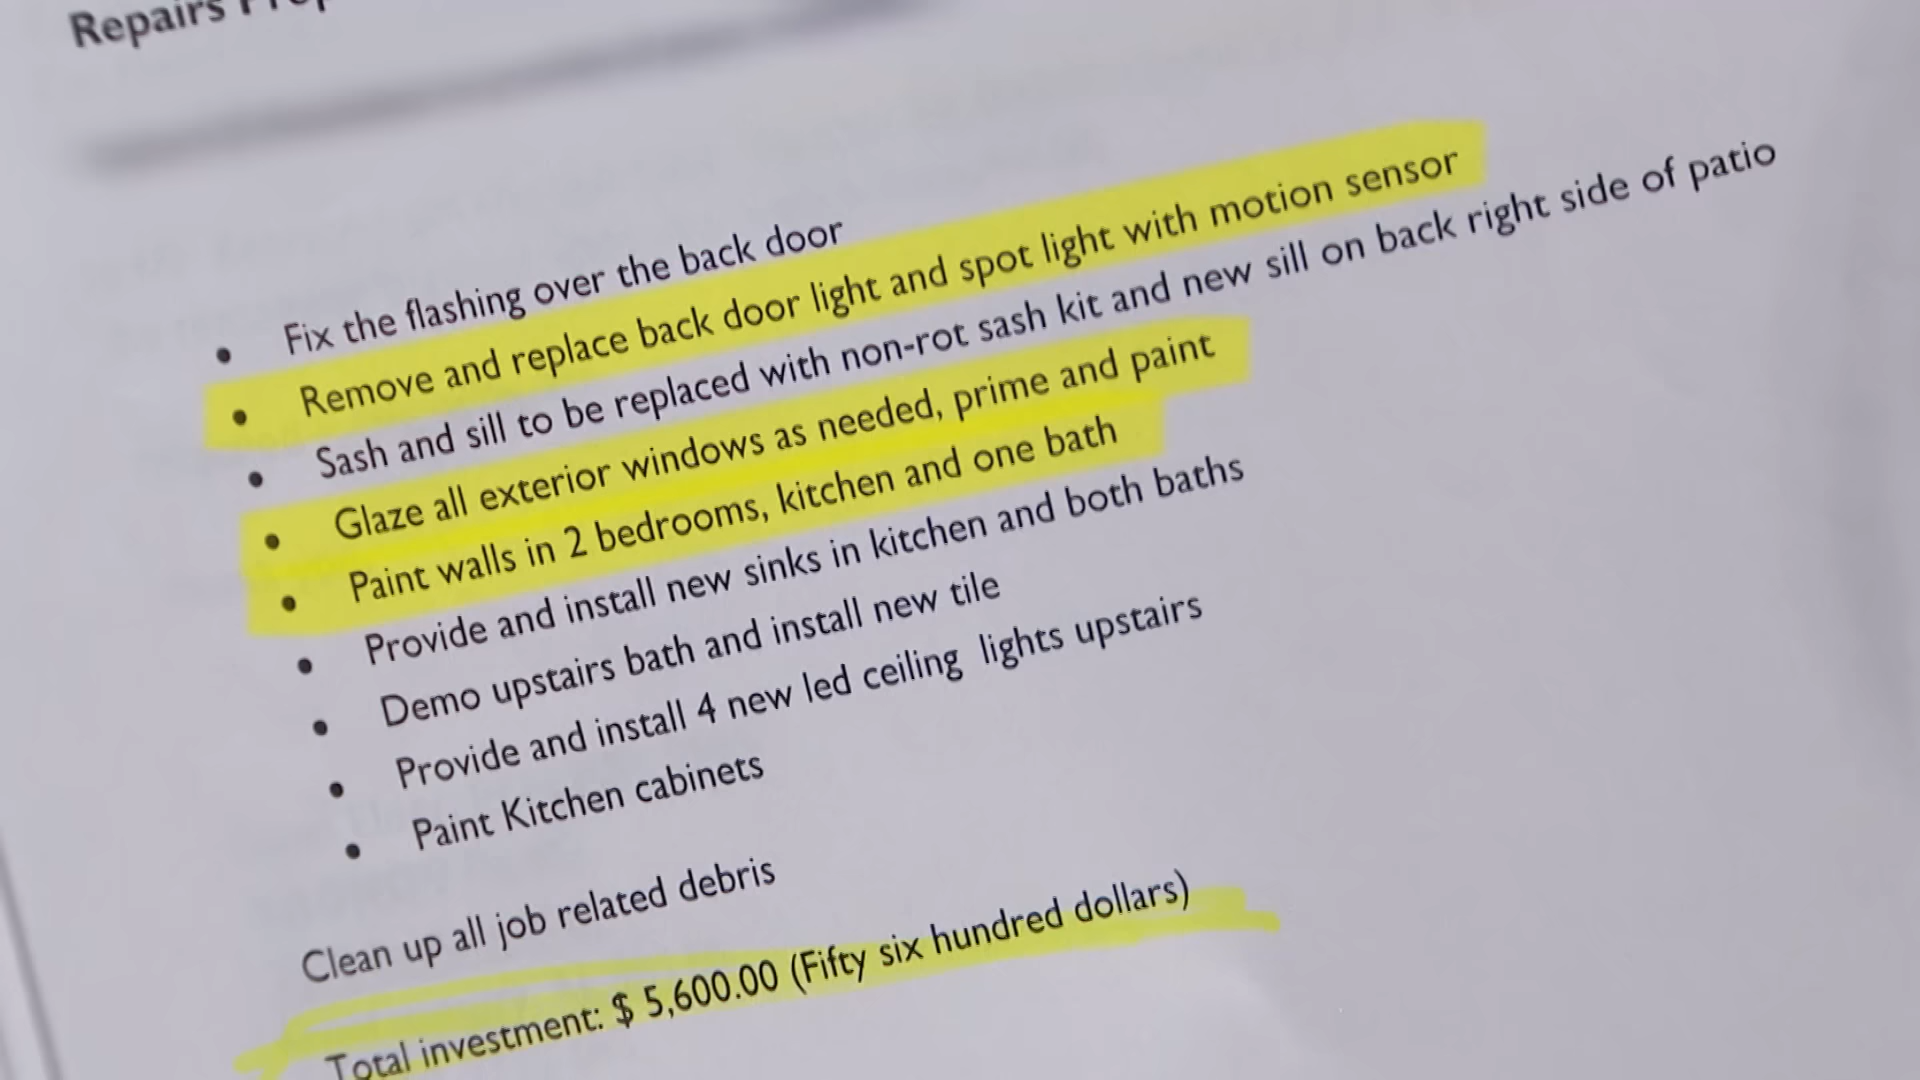 Repairs
• Fix the flashing over the back door
• Remove and replace back door light and spot light with motion sensor
• Sash and sill to be replaced with non-rot sash kit and new sill on back right side of patio
• Glaze all exterior windows as needed, prime and paint
• Paint walls in 2 bedrooms, kitchen and one bath
• Provide and install new sinks in kitchen and both baths
• Demo upstairs bath and install new tile
• Provide and install 4 new led ceiling lights upstairs
• Paint Kitchen cabinets
Clean up all job related debris
Total investment: $ 5,600.00 (Fifty six hundred dollars)